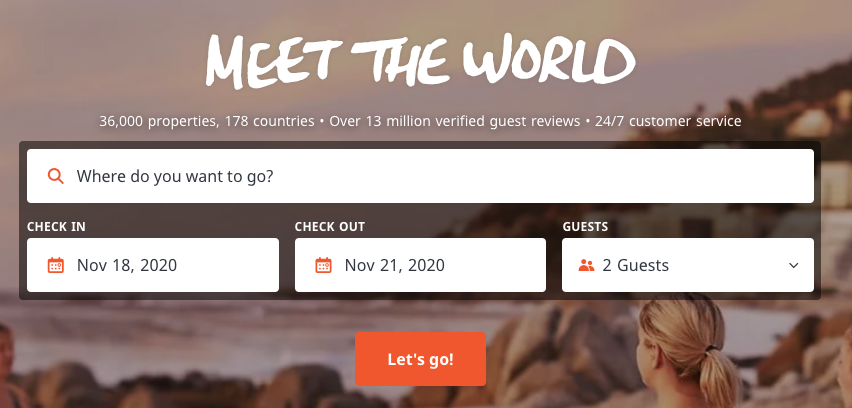 MEET THE WORLD
36,000 properties, 178 countries • Over 13 million verified guest reviews • 24/7 customer service
Where do you want to go?
CHECK IN CHECK OUT GUESTS
Nov 18, 2020 Nov 21, 2020 2 Guests
Let's go!